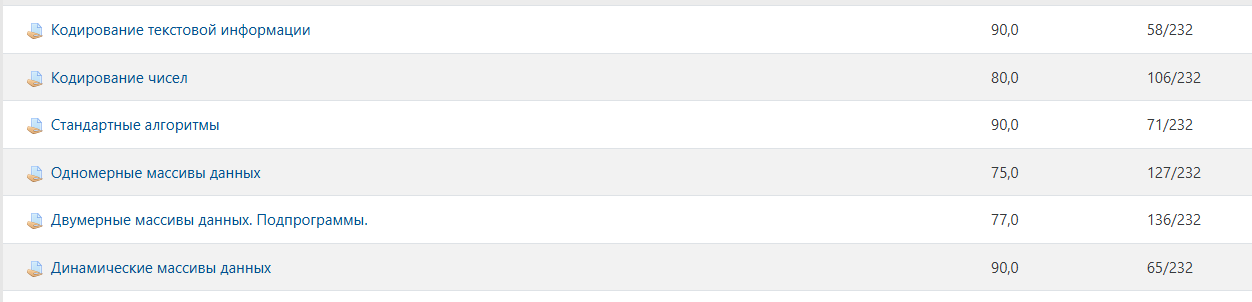 Кодирование текстовой информации 90,0 58/232
Кодирование чисел 80,0 106/232
Стандартные алгоритмы 90,0 71/232
Одномерные массивы данных 75,0 127/232
Двумерные массивы данных. Подпрограммы. 77,0 136/232
Динамические массивы данных 90,0 65/232